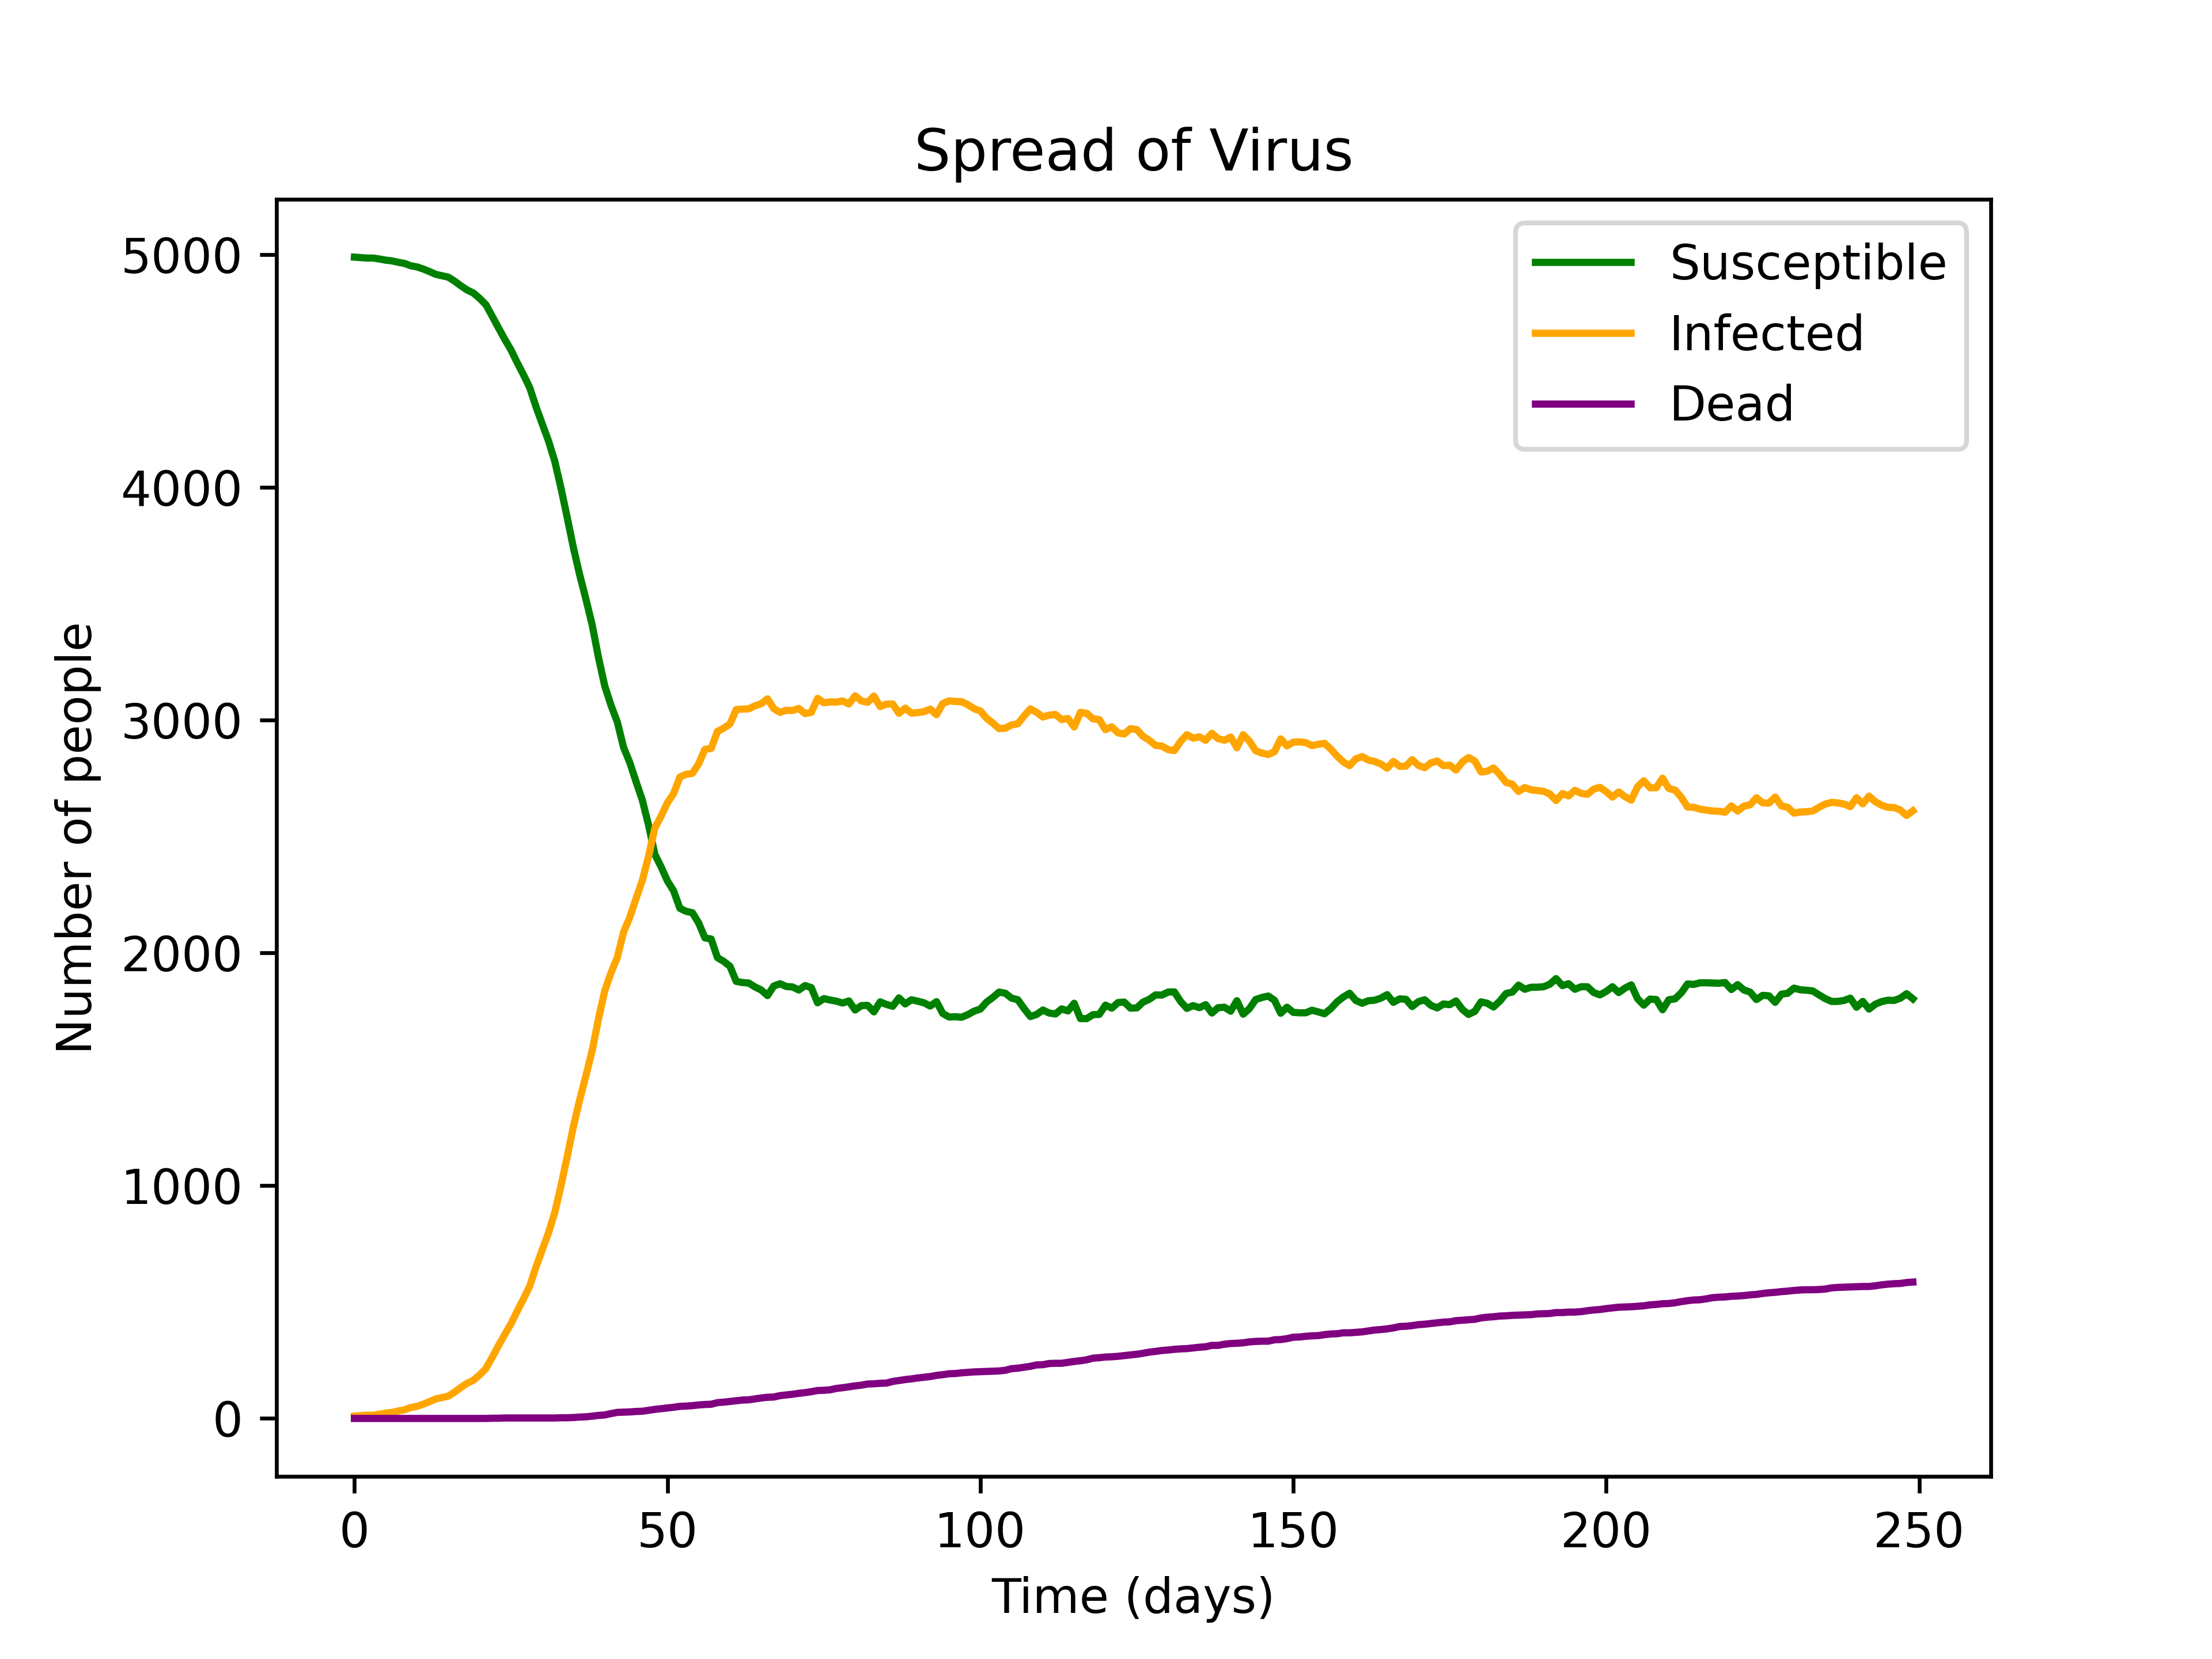 Spread of Virus
Susceptible
Infected
Dead
5000
4000
3000
2000
1000
0
Number of people
0 50 100 150 200 250
Time (days)